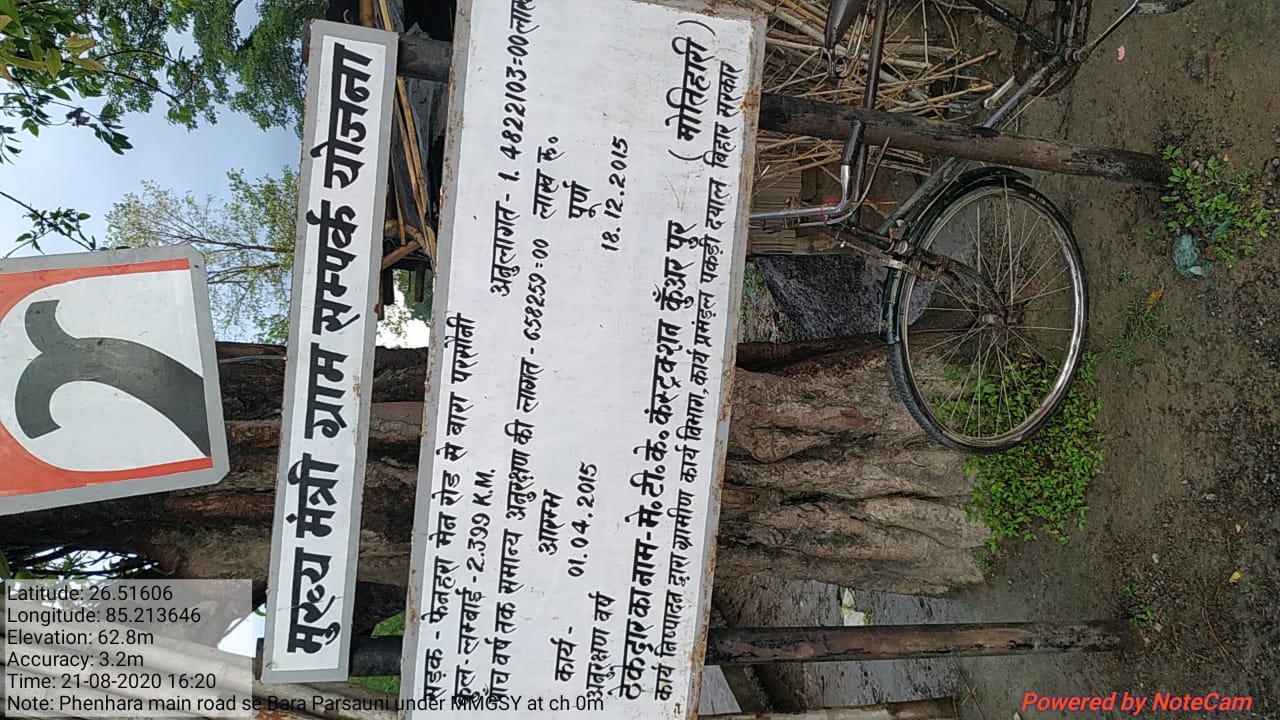 मुख्य मंत्री ग्राम सम्पर्क योजना
सड़क - फेनहरा मेन रोड से बारा परसौनी
कुल - लम्बाई - 2.399 K.M. अनु0लागत - 1. 4822103=00 लाख
पाँच वर्ष तक समान्य अनुरक्षण की लागत - 658259=00 लाख रु०
आरम्भ पूर्ण
कार्य - 01.04.2015 18.12.2015
अनुरक्षण वर्ष
ठेकेदार का नाम - मे. टी. के. कंस्ट्रक्शन कुँअर पुर ( मोतिहारी )
कार्य निष्पादन द्वारा ग्रामीण कार्य विभाग, कार्य प्रमंडल पकड़ी दयाल बिहार सरकार
Latitude: 26.51606
Longitude: 85.213646
Elevation: 62.8m
Accuracy: 3.2m
Time: 21-08-2020 16:20
Note: Phenhara main road se Bara Parsauni under MMGSY at ch 0m
Powered by NoteCam